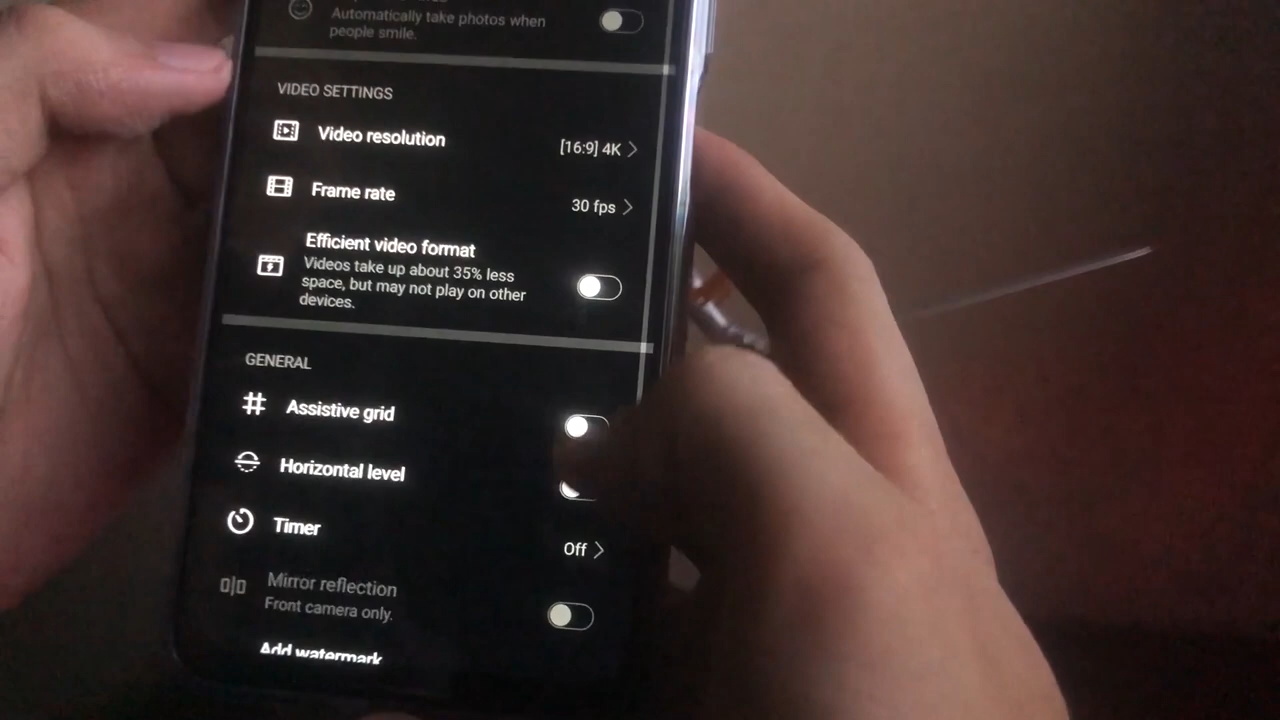 Automatically take photos when
people smile.
VIDEO SETTINGS
Video resolution
[16:9] 4K
Frame rate
30 fps
Efficient video format
Videos take up about 35% less
space, but may not play on other
devices.
GENERAL
Assistive grid
Horizontal level
Timer
Off
Mirror reflection
Front camera only.
Add watermark